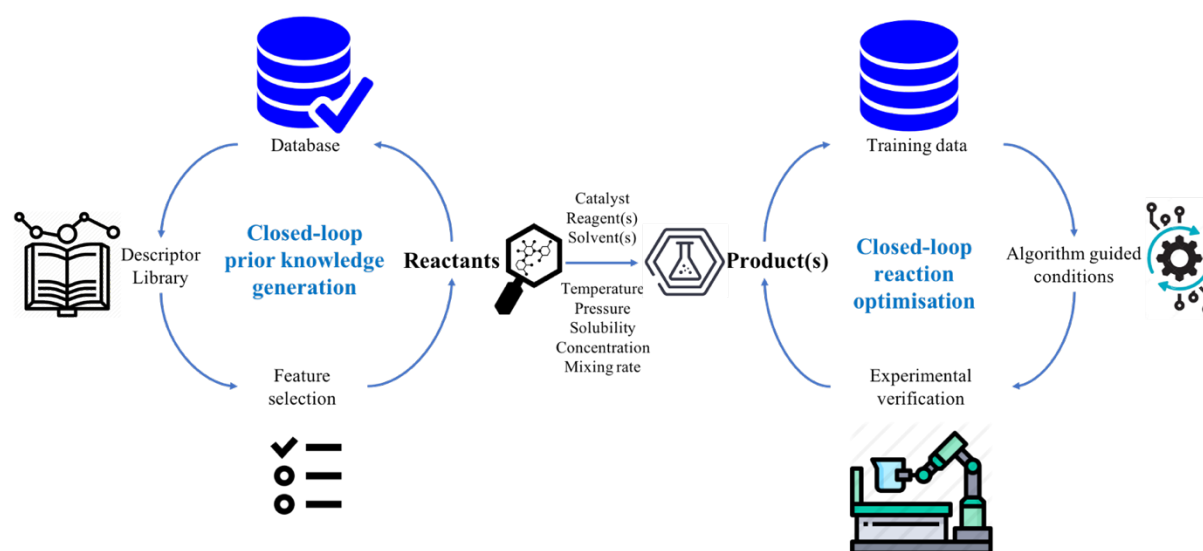 Database
Descriptor
Library
Closed-loop
prior knowledge
generation
Feature
selection
Reactants
Catalyst
Reagent(s)
Solvent(s)
Temperature
Pressure
Solubility
Concentration
Mixing rate
Product(s)
Training data
Closed-loop
reaction
optimisation
Algorithm guided
conditions
Experimental
verification